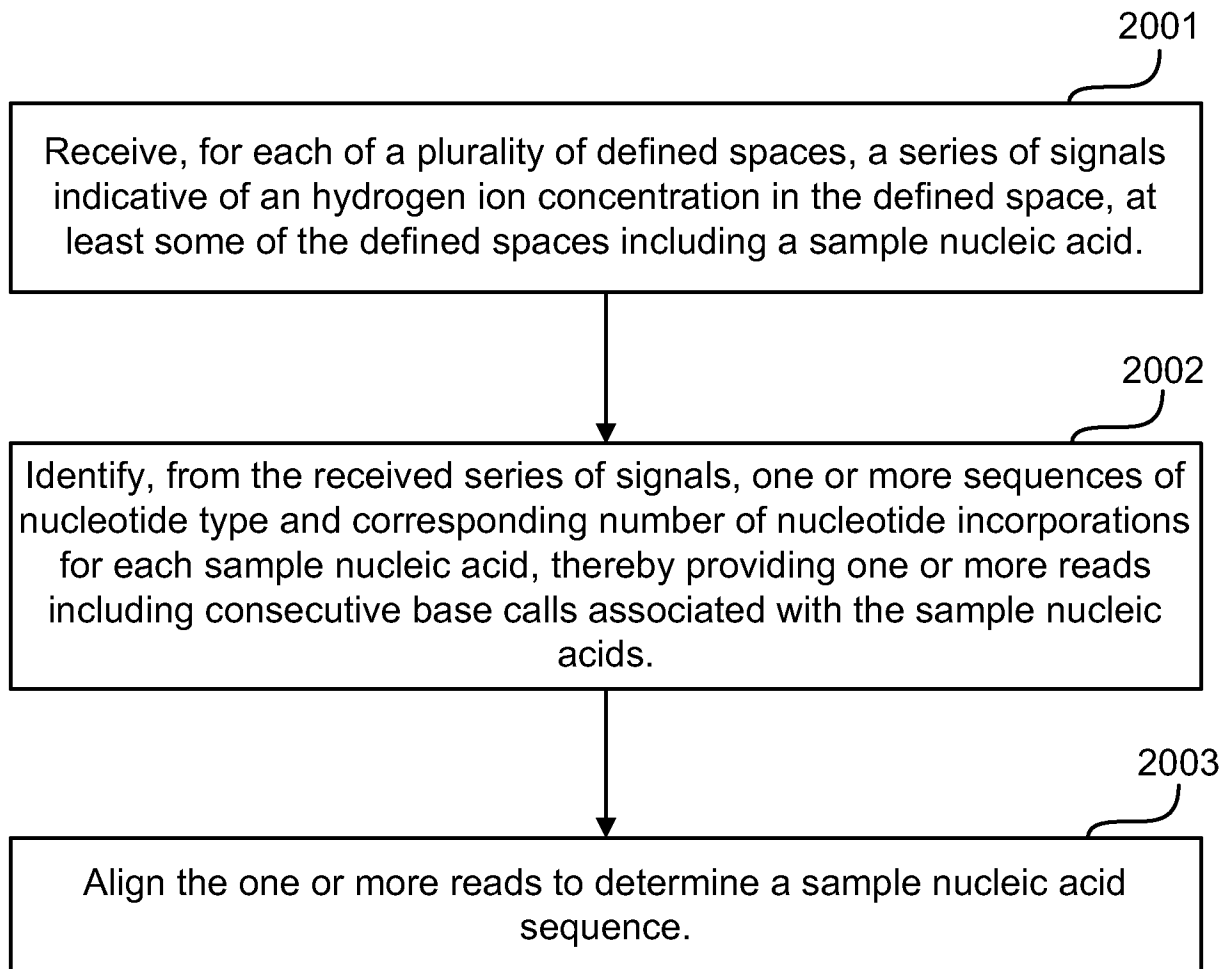 2001
Receive, for each of a plurality of defined spaces, a series of signals
indicative of an hydrogen ion concentration in the defined space, at
least some of the defined spaces including a sample nucleic acid.
2002
Identify, from the received series of signals, one or more sequences of
nucleotide type and corresponding number of nucleotide incorporations
for each sample nucleic acid, thereby providing one or more reads
including consecutive base calls associated with the sample nucleic
acids.
2003
Align the one or more reads to determine a sample nucleic acid
sequence.